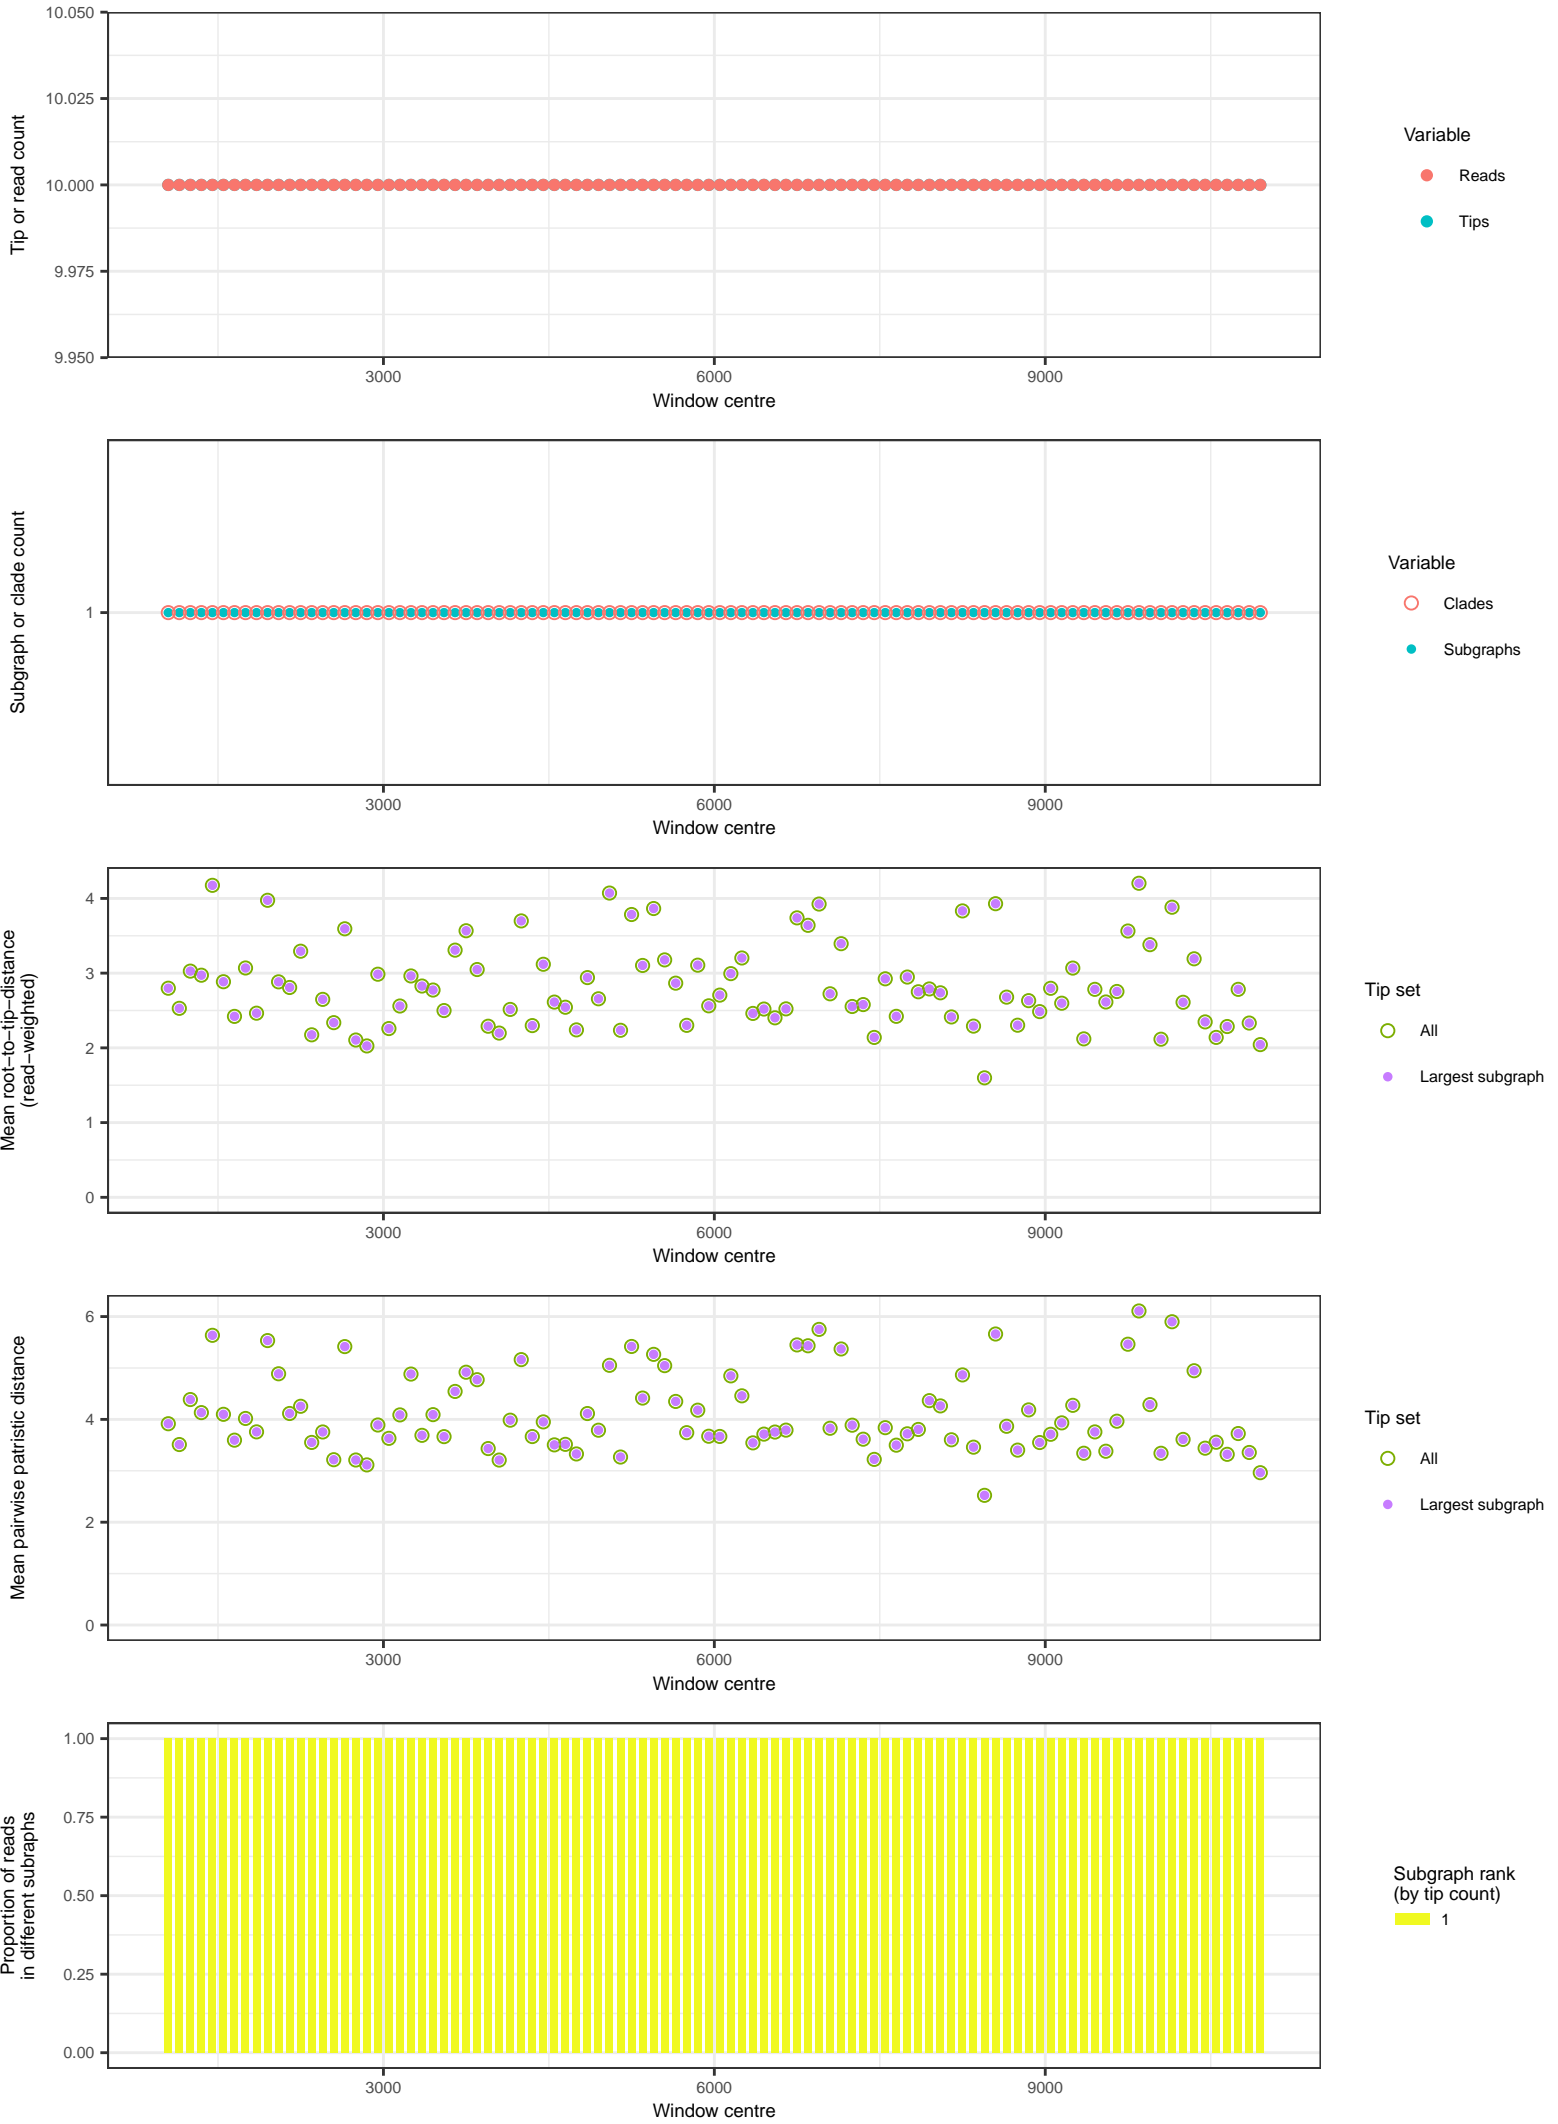 10.050
10.025
10.000
9.975
9.950
Tip or read count
3000
6000
9000
Window centre
Variable
Reads
Tips
Subgraph or clade count
1
3000
6000
9000
Window centre
Variable
Clades
Subgraphs
Mean root−to−tip−distance
(read−weighted)
4
3
2
1
0
3000
6000
9000
Window centre
Tip set
All
Largest subgraph
Mean pairwise patristic distance
6
4
2
0
3000
6000
9000
Window centre
Tip set
All
Largest subgraph
Proportion of reads
in different subraphs
1.00
0.75
0.50
0.25
0.00
3000
6000
9000
Window centre
Subgraph rank
(by tip count)
1